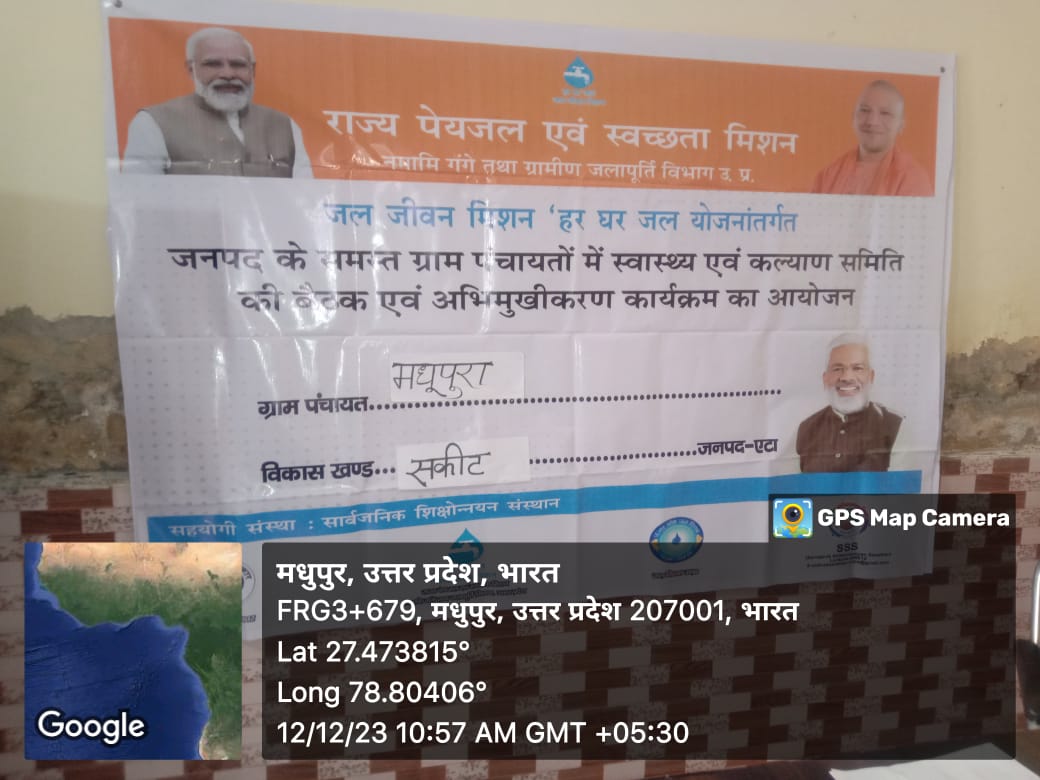 राज्य पेयजल एवं स्वच्छता मिशन
नमामि गंगे तथा ग्रामीण जलापूर्ति विभाग उ. प्र.
जल जीवन मिशन 'हर घर जल योजनांतर्गत
जनपद के समस्त ग्राम पंचायतों में स्वास्थ्य एवं कल्याण समिति
की बैठक एवं अभिमुखीकरण कार्यक्रम का आयोजन
ग्राम पंचायत..... मधूपुरा
विकास खण्ड... सकीट .....जनपद-एटा
सहयोगी संस्था : सार्वजनिक शिक्षोन्नयन संस्थान
SSS
GPS Map Camera
मधुपुर, उत्तर प्रदेश, भारत
FRG3+679, मधुपुर, उत्तर प्रदेश 207001, भारत
Lat 27.473815°
Long 78.80406°
12/12/23 10:57 AM GMT +05:30
Google